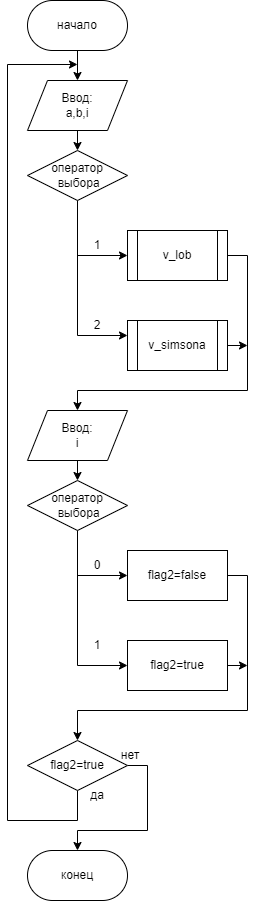 начало
Ввод:
a,b,i
оператор
выбора
1
v_lob
2
v_simsona
Ввод:
i
оператор
выбора
0
flag2=false
1
flag2=true
flag2=true
нет
да
конец